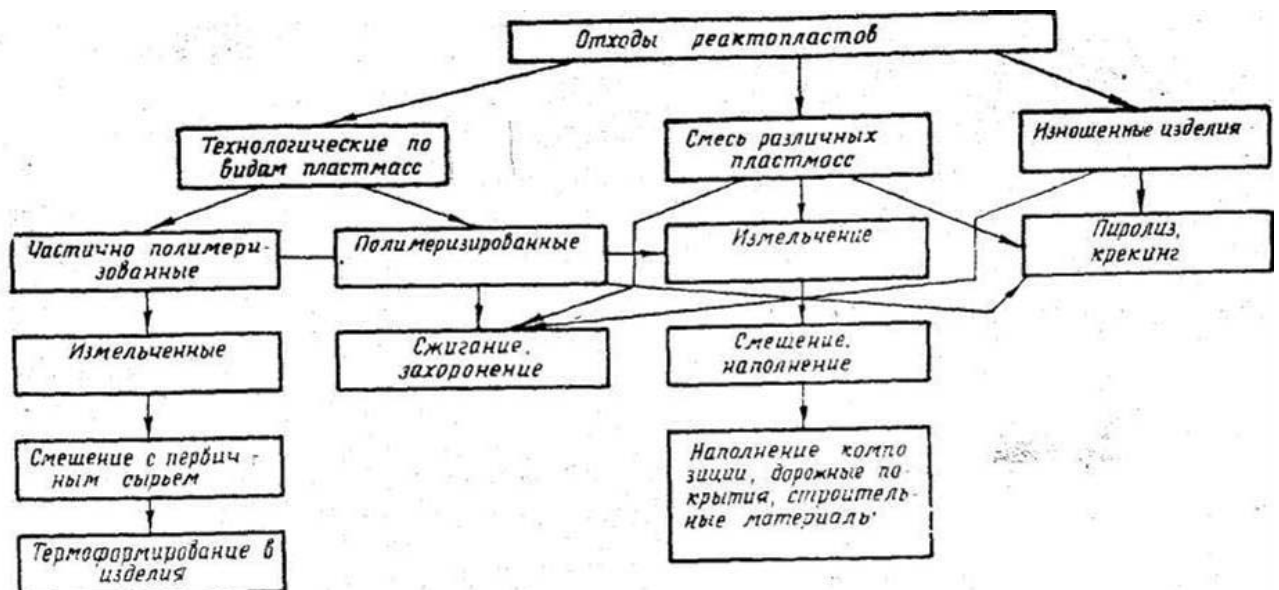 Отходы реактопластов
Технологические по
видам пластмасс
Смесь различных
пластмасс
Изношенные изделия
Частично полимери-
зованные
Полимеризированные
Измельчение
Пиролиз,
крекинг
Измельченные
Сжигание,
захоронение
Смешение,
наполнение
Смешение с первич-
ным сырьем
Наполнение компо
зиции, дорожные по-
крытия, строитель-
ные материалы
Термоформирование в
изделия